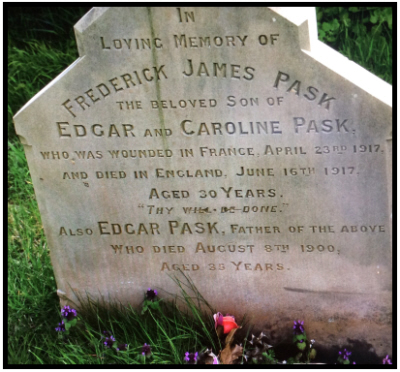 IN
LOVING MEMORY OF
FREDERICK JAMES PASK
THE BELOVED SON OF
EDGAR AND CAROLINE PASK,
WHO WAS WOUNDED IN FRANCE, APRIL 23RD 1917,
AND DIED IN ENGLAND, JUNE 16TH 1917,
AGED 30 YEARS.
"THY WILL BE DONE."
ALSO EDGAR PASK, FATHER OF THE ABOVE
WHO DIED AUGUST 8TH 1900,
AGED 35 YEARS.